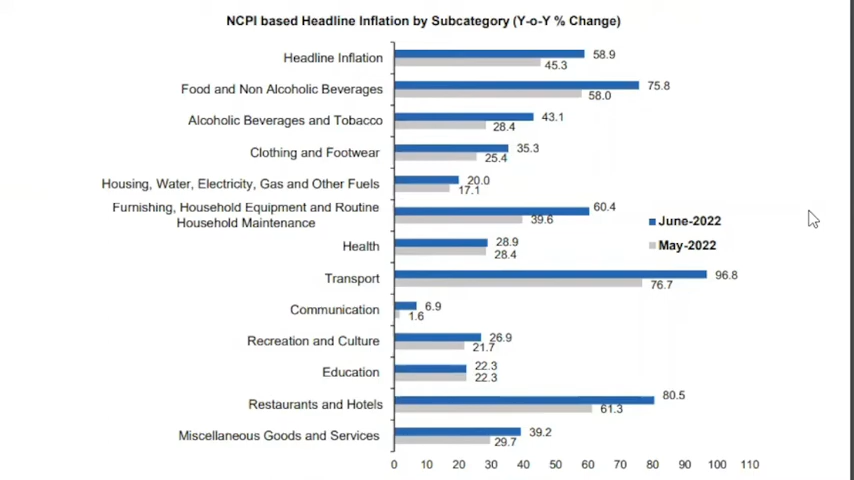 NCPI based Headline Inflation by Subcategory (Y-o-Y % Change)
Headline Inflation 58.9
45.3
Food and Non Alcoholic Beverages 75.8
58.0
Alcoholic Beverages and Tobacco 43.1
28.4
Clothing and Footwear 35.3
25.4
Housing, Water, Electricity, Gas and Other Fuels 20.0
17.1
Furnishing, Household Equipment and Routine 60.4
Household Maintenance 39.6
June-2022
Health 28.9
28.4
May-2022
Transport 96.8
76.7
Communication 6.9
1.6
Recreation and Culture 26.9
21.7
Education 22.3
22.3
Restaurants and Hotels 80.5
61.3
Miscellaneous Goods and Services 39.2
29.7
0 10 20 30 40 50 60 70 80 90 100 110